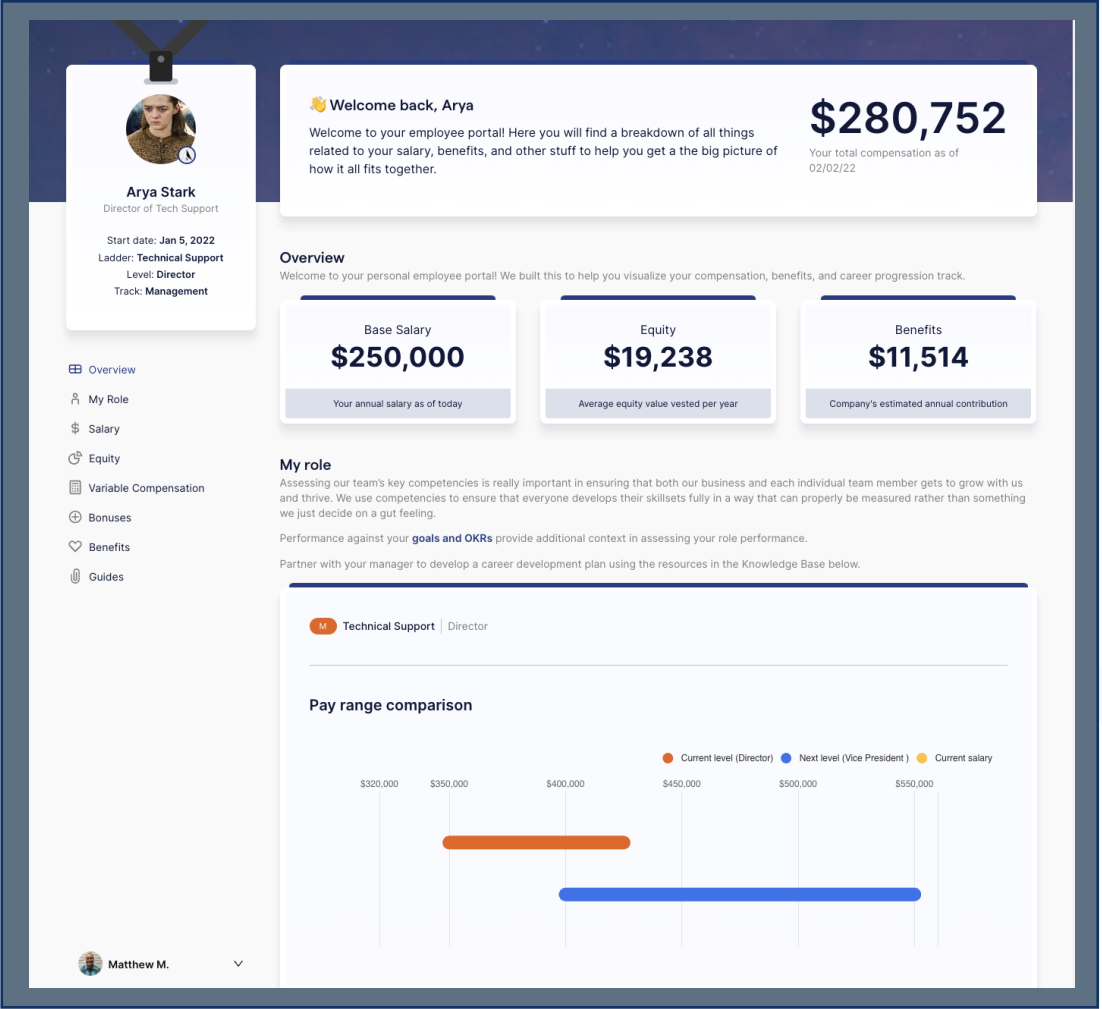 👋 Welcome back, Arya
Welcome to your employee portal! Here you will find a breakdown of all things
related to your salary, benefits, and other stuff to help you get a the big picture of
how it all fits together.
$280,752
Your total compensation as of
02/02/22
Arya Stark
Director of Tech Support
Start date: Jan 5, 2022
Ladder: Technical Support
Level: Director
Track: Management
Overview
My Role
Salary
Equity
Variable Compensation
Bonuses
Benefits
Guides
Matthew M.
Overview
Welcome to your personal employee portal! We built this to help you visualize your compensation, benefits, and career progression track.
Base Salary
$250,000
Your annual salary as of today
Equity
$19,238
Average equity value vested per year
Benefits
$11,514
Company's estimated annual contribution
My role
Assessing our team's key competencies is really important in ensuring that both our business and each individual team member gets to grow with us
and thrive. We use competencies to ensure that everyone develops their skillsets fully in a way that can properly be measured rather than something
we just decide on a gut feeling.
Performance against your goals and OKRs provide additional context in assessing your role performance.
Partner with your manager to develop a career development plan using the resources in the Knowledge Base below.
M Technical Support | Director
Pay range comparison
Current level (Director) Next level (Vice President ) Current salary
$320,000 $350,000 $400,000 $450,000 $500,000 $550,000